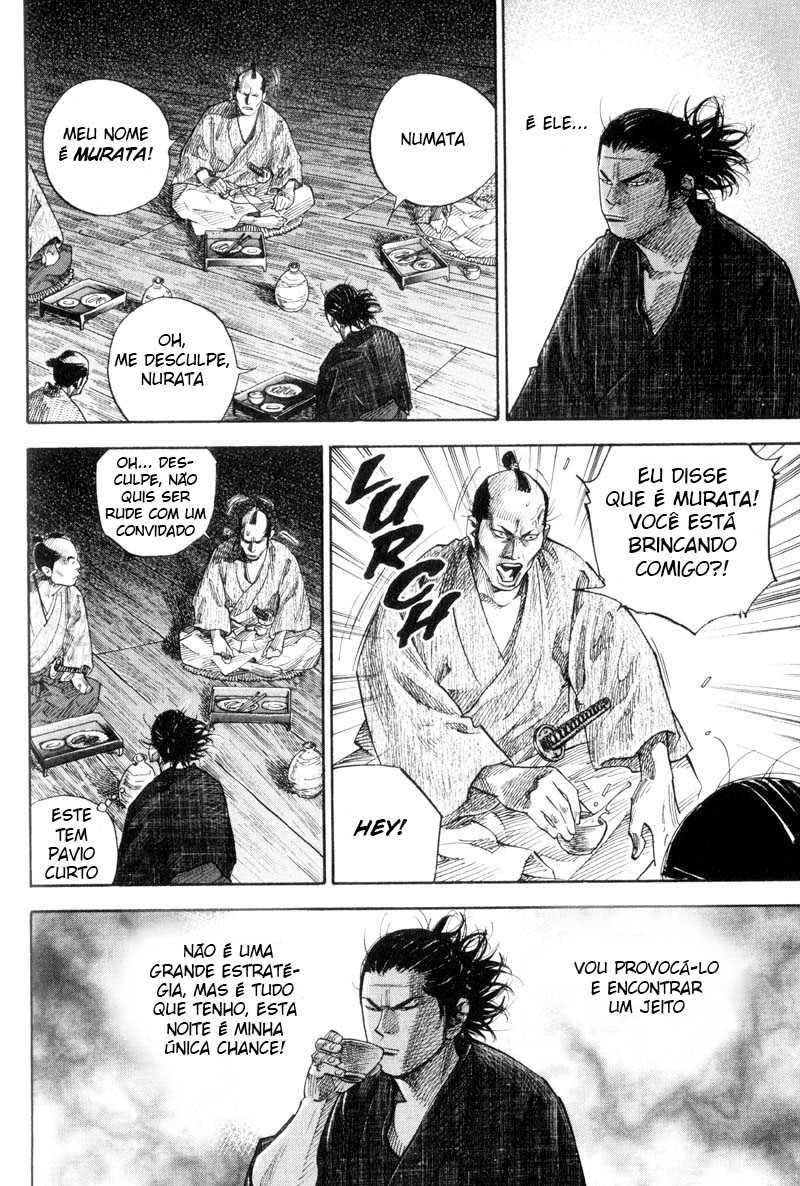 É ELE...
NUMATA
MEU NOME
É MURATA!
OH,
ME DESCULPE,
NURATA
EU DISSE
QUE É MURATA!
VOCÊ ESTÁ
BRINCANDO
COMIGO?!
LURCH
HEY!
OH... DES-
CULPE, NÃO
QUIS SER
RUDE COM UM
CONVIDADO
ESTE
TEM
PAVIO
CURTO
VOU PROVOCÁ-LO
E ENCONTRAR
UM JEITO
NÃO É UMA
GRANDE ESTRATÉ-
GIA, MAS É TUDO
QUE TENHO, ESTA
NOITE É MINHA
ÚNICA CHANCE!